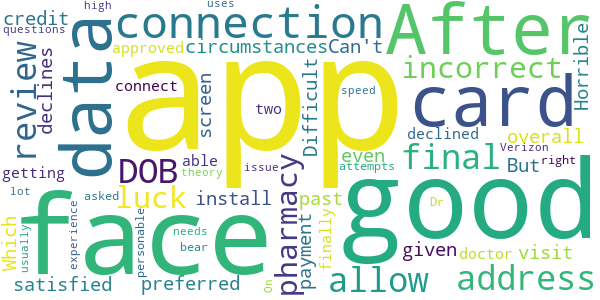 high
uses
credit
connection
After
questions
data
approved
circumstances
Can't
Horrible
review
declines
connect
app
screen
Difficult
speed
incorrect
card
two
declined
Verizon
overall
DOB
able
theory
issue
even
attempts
final
But
right
getting
pharmacy
lot
asked
luck
install
past
given
good
Dr
face
Which
usually
experience
personable
needs
bear
On
payment
finally
doctor
visit
satisfied
preferred
allow
address